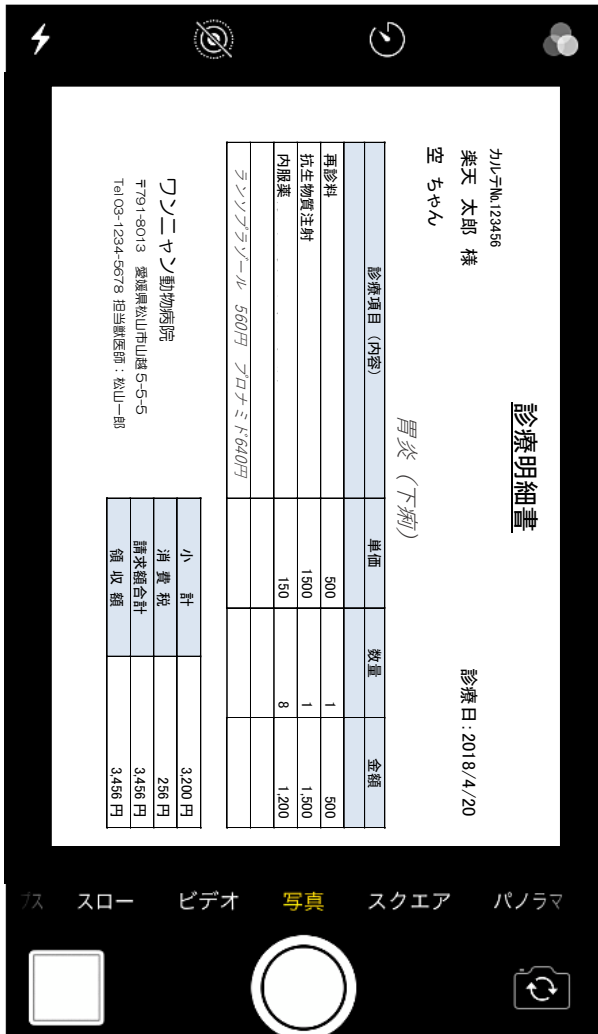 診療明細書
カルテNo.123456
楽天 太郎 様
診療日:2018/4/20
空 ちゃん
胃炎(下痢)
診療項目(内容) 単価 数量 金額
再診料 500 1 500
抗生物質注射 1500 1 1,500
内服薬 150 8 1,200
ランソプラゾール 560円 プロナミド640円
小 計 3,200 円
消 費 税 256 円
請求額合計 3,456 円
領 収 額 3,456 円
ワンニャン動物病院
〒791-8013 愛媛県松山市山越 5-5-5
Tel 03-1234-5678 担当獣医師:松山一郎
プス スロー ビデオ 写真 スクエア パノラマ